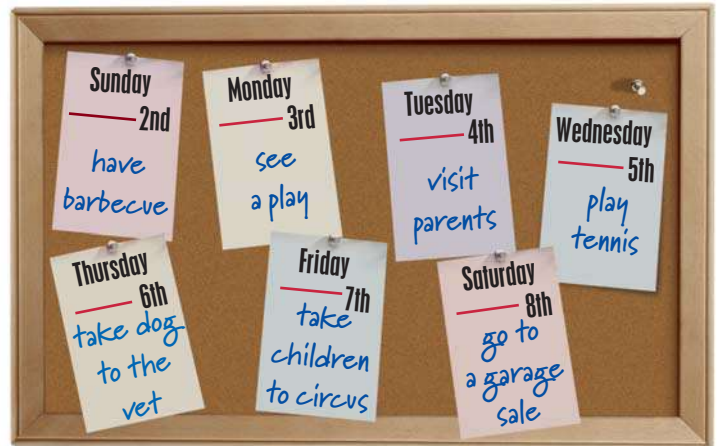 Sunday
2nd
have
barbecue
Monday
3rd
see
a play
Tuesday
4th
visit
parents
Wednesday
5th
play
tennis
Thursday
6th
take dog
to the
vet
Friday
7th
take
children
to circus
Saturday
8th
go to
a garage
sale